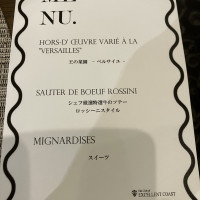 ME
NU.
HORS-D' ŒUVRE VARIÉ À LA
"VERSAILLES"
王の菜園 - ベルサイユ -
SAUTER DE BOEUF ROSSINI
シェフ厳選特選牛のソテー
ロッシーニスタイル
MIGNARDISES
スイーツ
EXCELLENT COAST